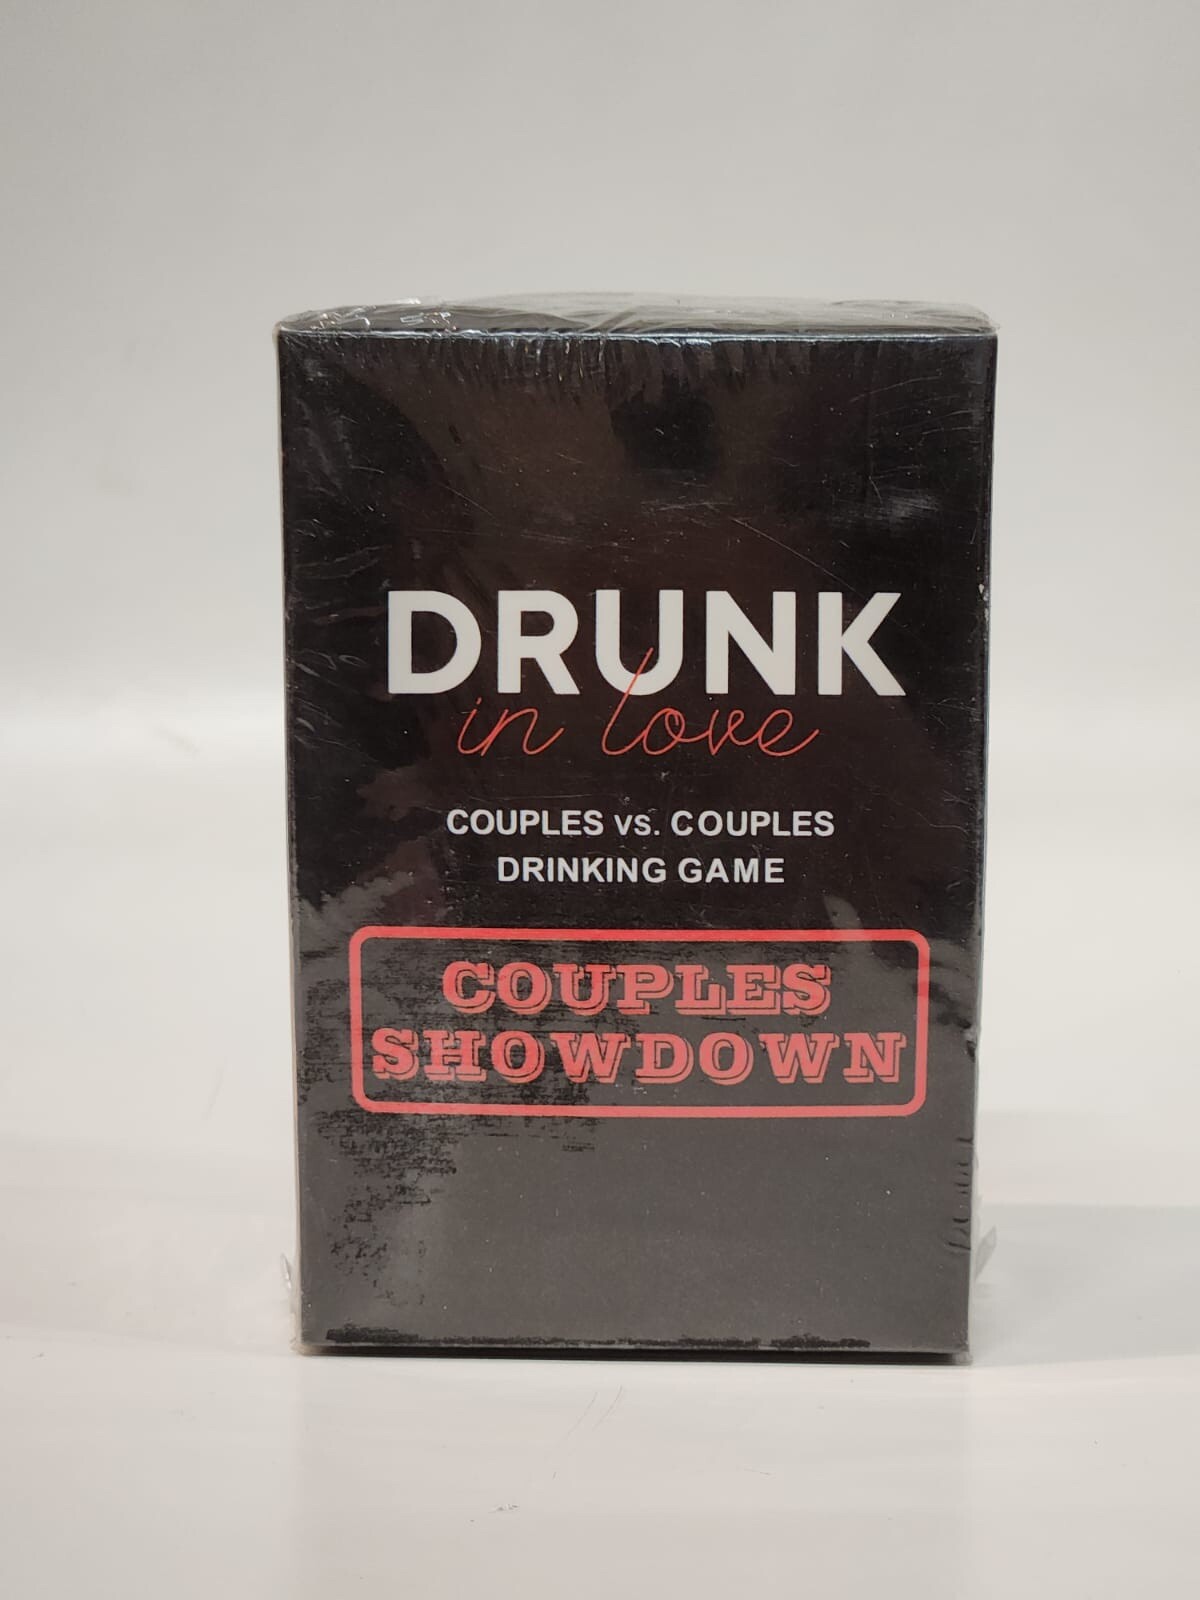 DRUNK
in love
COUPLES VS. COUPLES
DRINKING GAME
COUPLES
SHOWDOWN